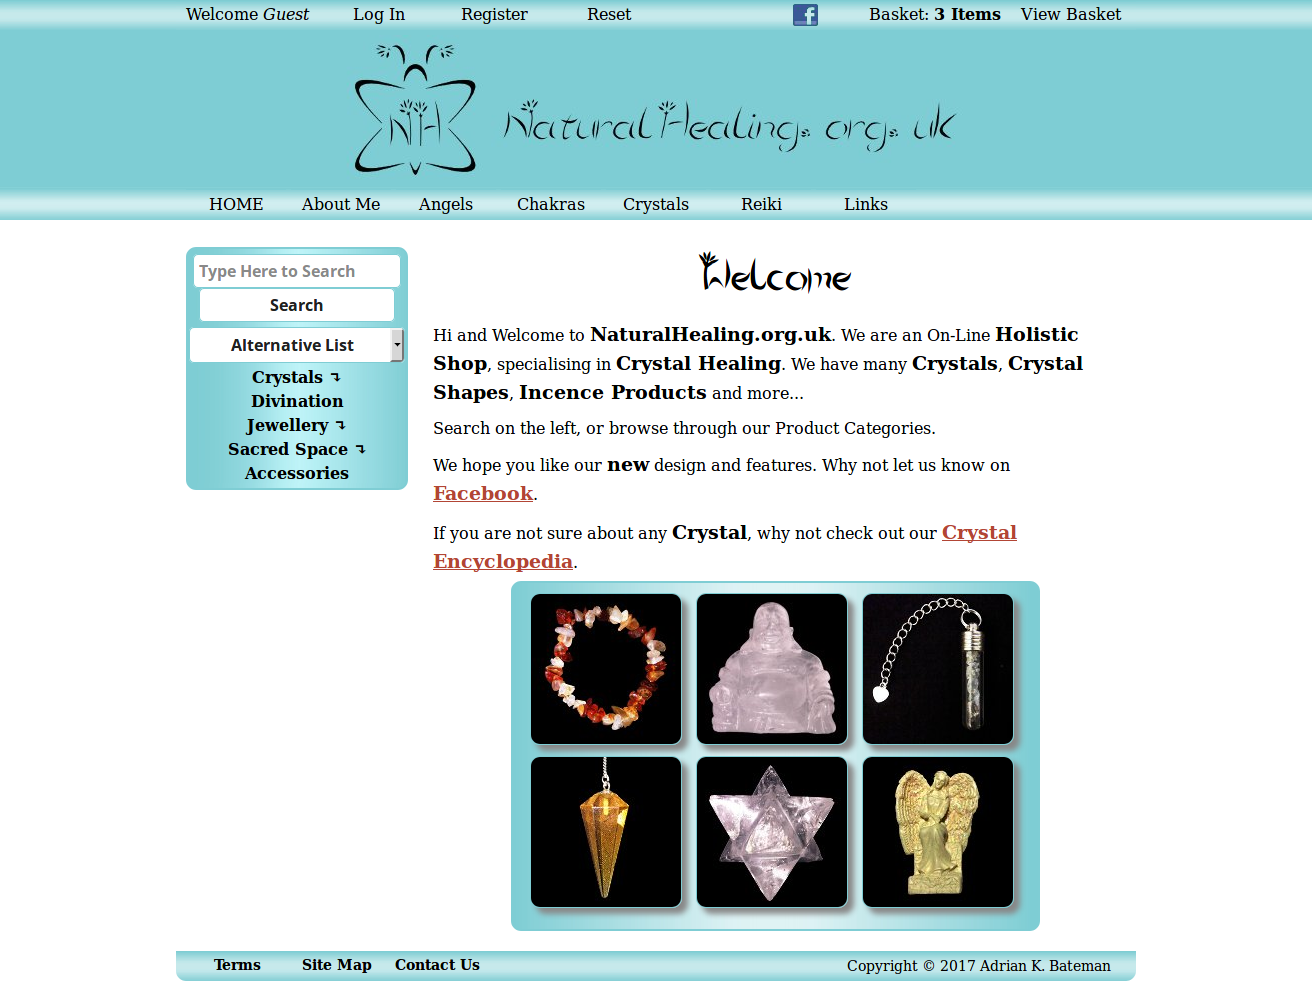 Welcome Guest Log In Register Reset Basket: 3 Items View Basket
NH
NaturalHealing.org.uk
HOME About Me Angels Chakras Crystals Reiki Links
Type Here to Search
Search
Alternative List
Crystals ↴
Divination
Jewellery ↴
Sacred Space ↴
Accessories
Welcome
Hi and Welcome to NaturalHealing.org.uk. We are an On-Line Holistic
Shop, specialising in Crystal Healing. We have many Crystals, Crystal
Shapes, Incence Products and more...
Search on the left, or browse through our Product Categories.
We hope you like our new design and features. Why not let us know on
Facebook.
If you are not sure about any Crystal, why not check out our Crystal
Encyclopedia.
Terms Site Map Contact Us Copyright © 2017 Adrian K. Bateman